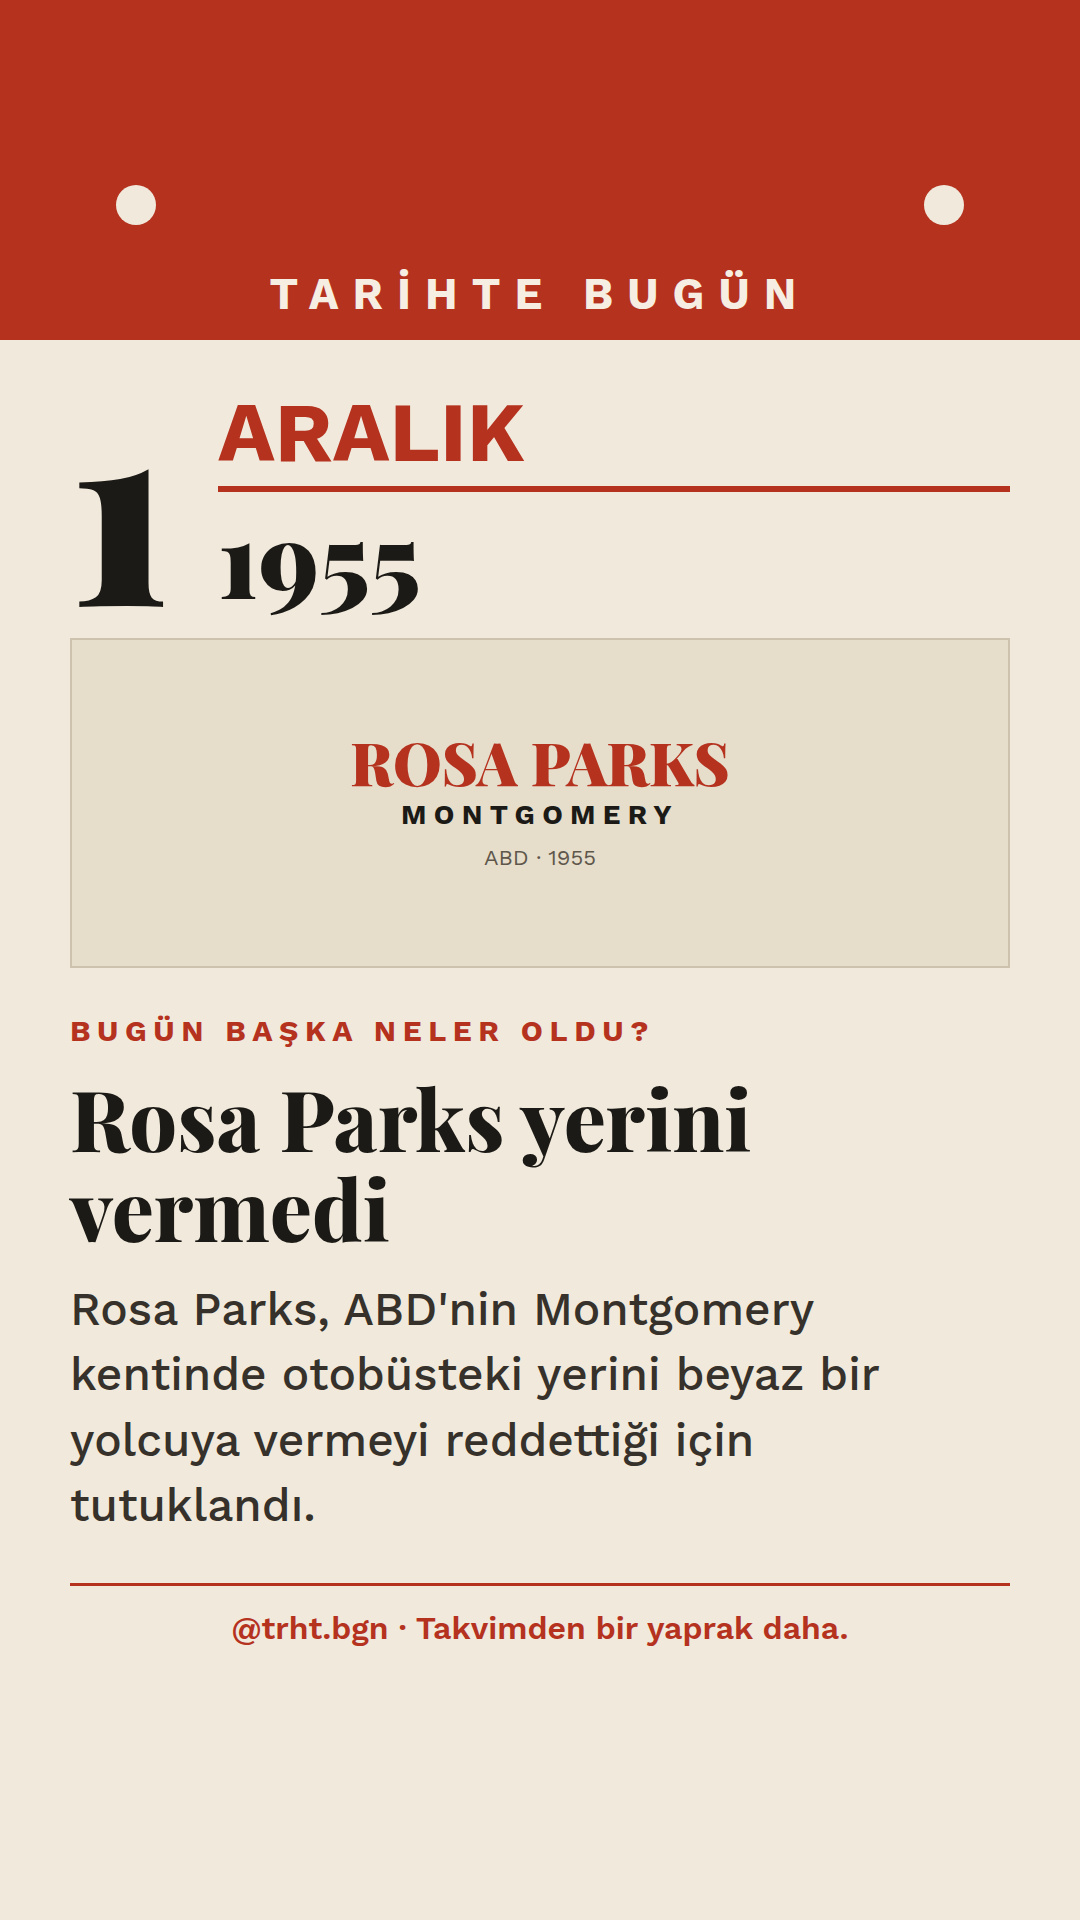 TARİHTE BUGÜN
1
ARALIK
1955
ROSA PARKS
MONTGOMERY
ABD · 1955
BUGÜN BAŞKA NELER OLDU?
Rosa Parks yerini
vermedi
Rosa Parks, ABD'nin Montgomery
kentinde otobüsteki yerini beyaz bir
yolcuya vermeyi reddettiği için
tutuklandı.
@trht.bgn · Takvimden bir yaprak daha.